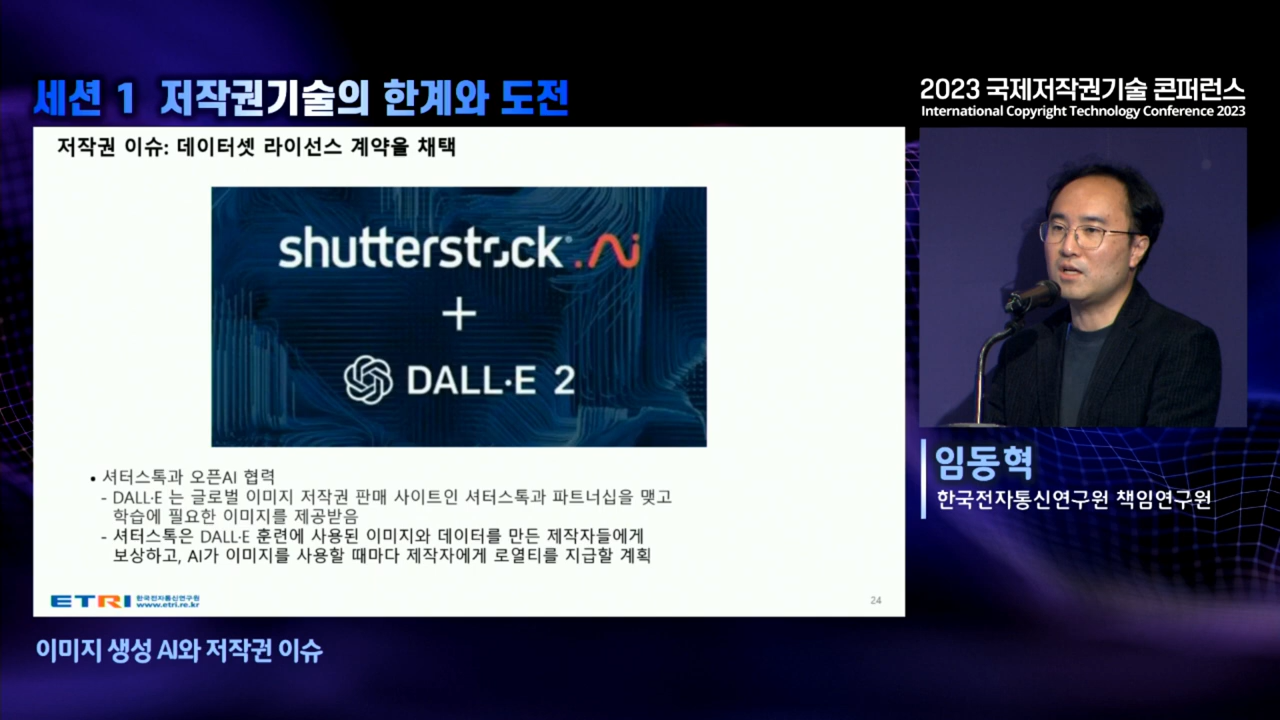 세션 1 저작권기술의 한계와 도전
2023 국제저작권기술 콘퍼런스
International Copyright Technology Conference 2023
저작권 이슈: 데이터셋 라이선스 계약을 채택
shutterstock.Ai
+
DALL·E 2
• 셔터스톡과 오픈AI 협력
- DALL·E 는 글로벌 이미지 저작권 판매 사이트인 셔터스톡과 파트너십을 맺고
학습에 필요한 이미지를 제공받음
- 셔터스톡은 DALL·E 훈련에 사용된 이미지와 데이터를 만든 제작자들에게
보상하고, AI가 이미지를 사용할 때마다 제작자에게 로열티를 지급할 계획
ETRI 한국전자통신연구원
www.etri.re.kr
24
임동혁
한국전자통신연구원 책임연구원
이미지 생성 AI와 저작권 이슈